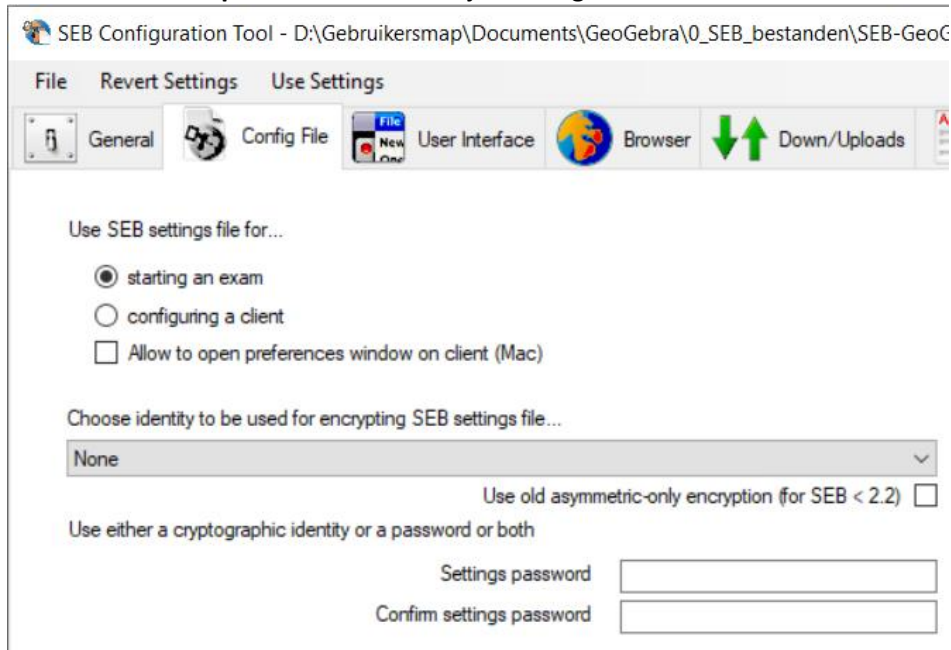 SEB Configuration Tool - D:\Gebruikersmap\Documents\GeoGebra\0_SEB_bestanden\SEB-GeoG
File Revert Settings Use Settings
General Config File File New User Interface Browser Down/Uploads
Use SEB settings file for...
starting an exam
configuring a client
Allow to open preferences window on client (Mac)
Choose identity to be used for encrypting SEB settings file...
None
Use old asymmetric-only encryption (for SEB < 2.2)
Use either a cryptographic identity or a password or both
Settings password
Confirm settings password